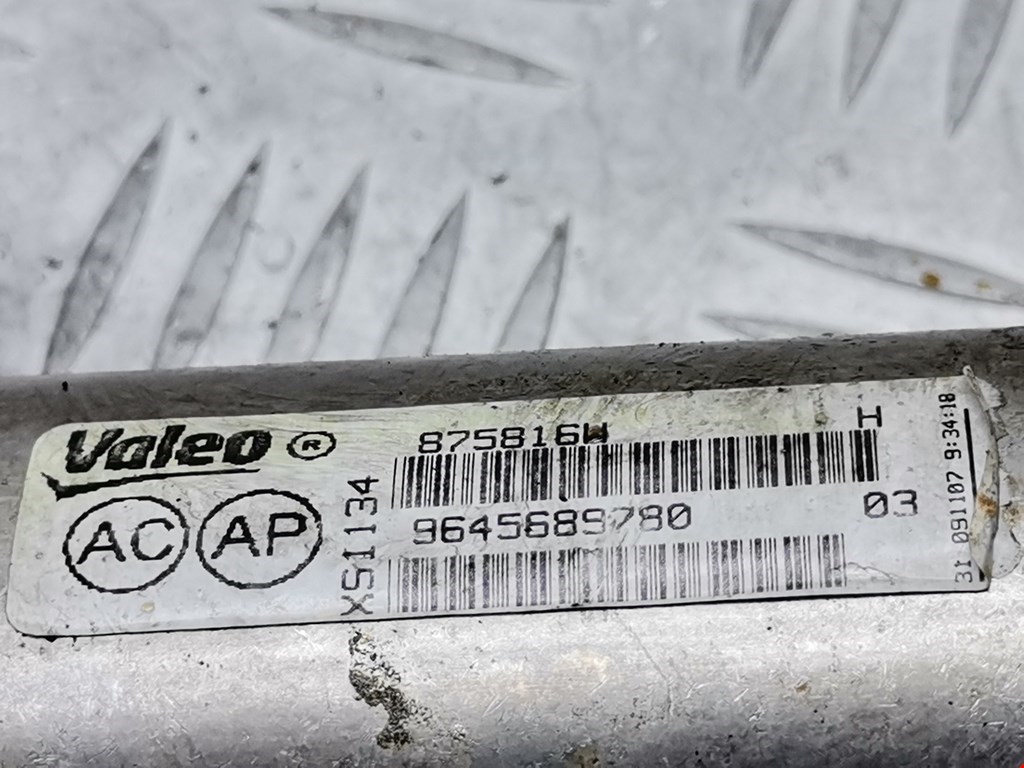 Valeo ®
875816W H
AC AP
XS1134
9645689780 03
31 091107 9:34:18